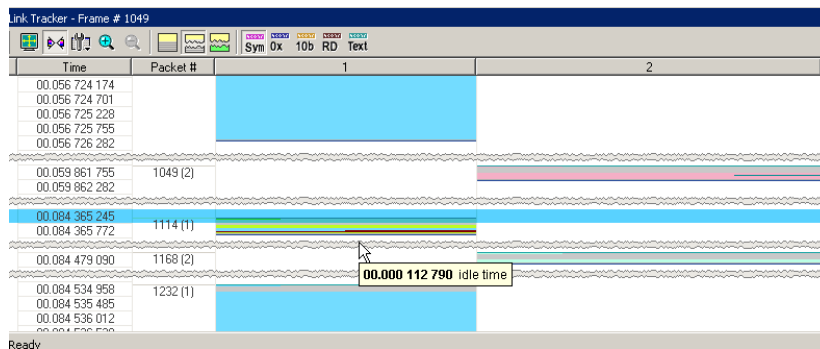 Link Tracker - Frame # 1049
Sym 0x 10b RD Text
Time Packet # 1 2
00.056 724 174
00.056 724 701
00.056 725 228
00.056 725 755
00.056 726 282
00.059 861 755 1049 (2)
00.059 862 282
00.084 365 245
00.084 365 772 1114 (1)
00.084 479 090 1168 (2)
00.000 112 790 idle time
00.084 534 958 1232 (1)
00.084 535 485
00.084 536 012
Ready